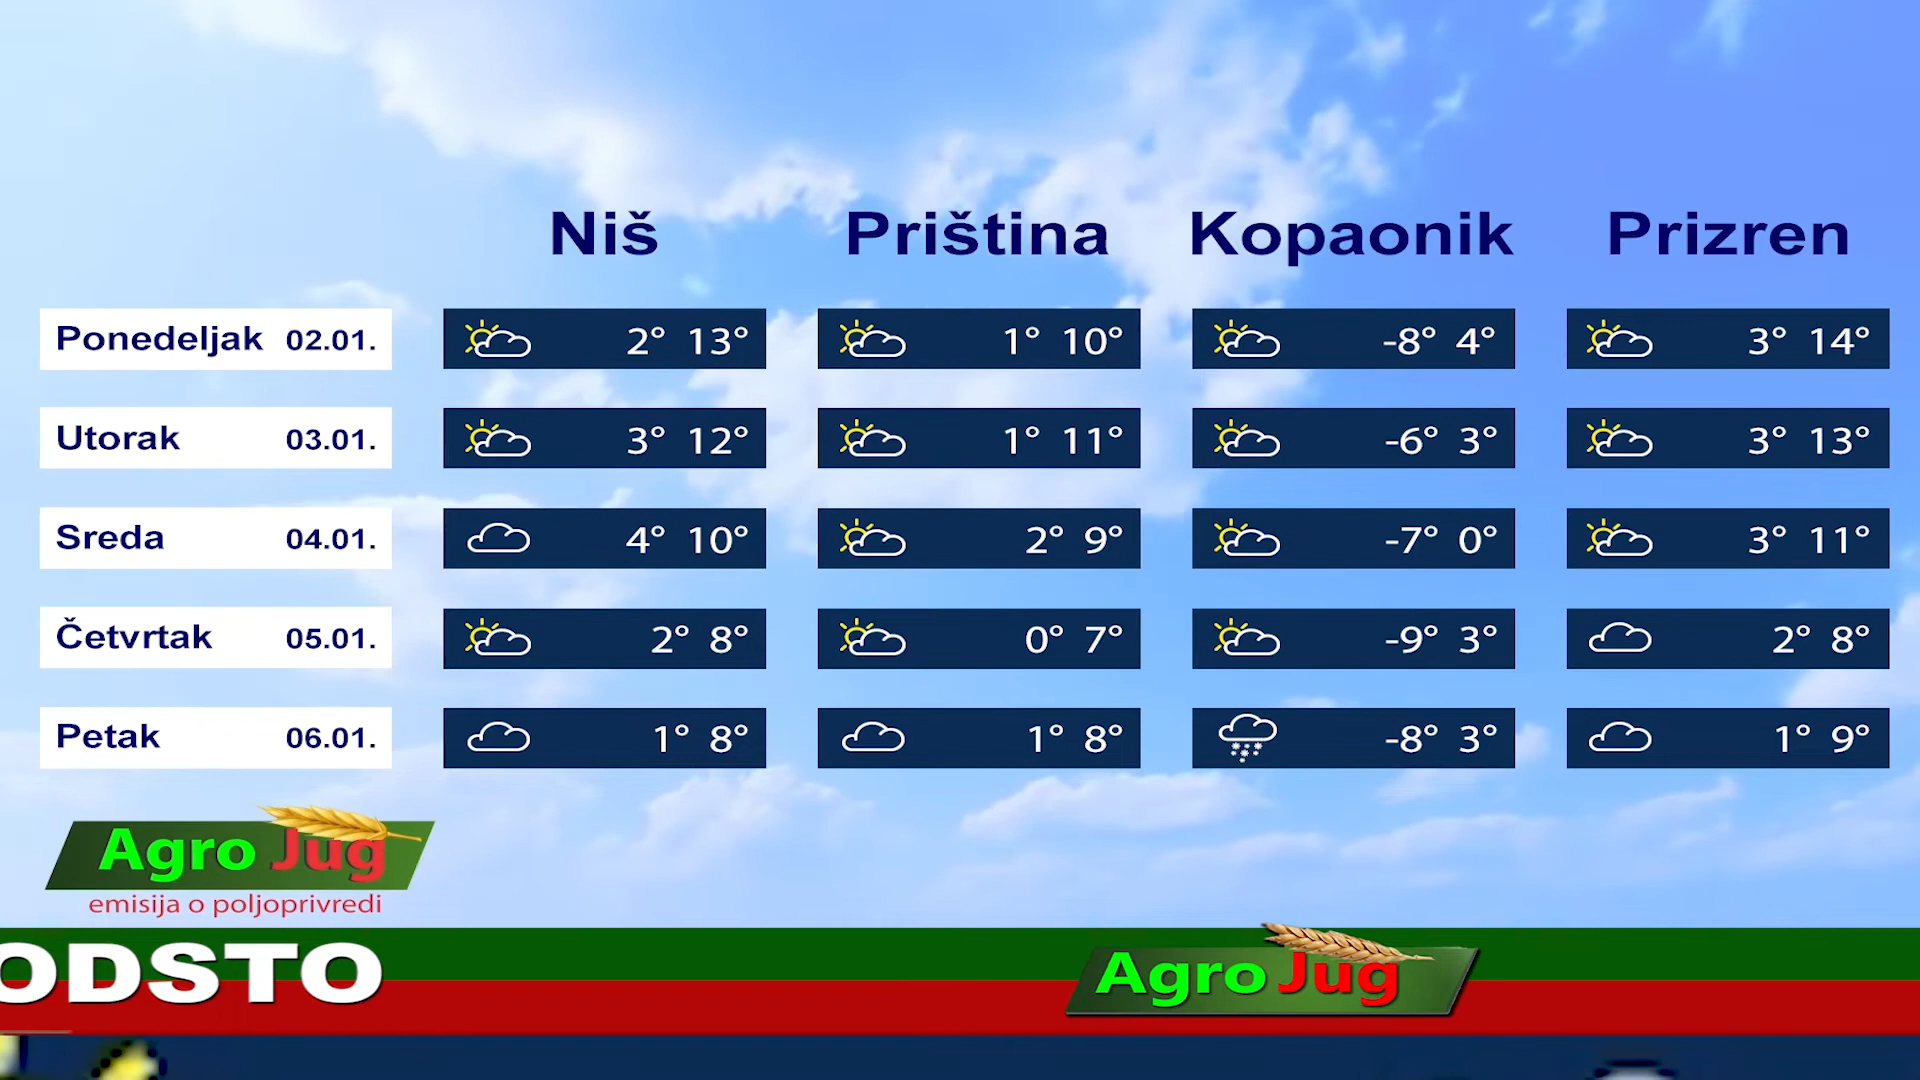 Niš Priština Kopaonik Prizren
Ponedeljak 02.01. 2° 13° 1° 10° -8° 4° 3° 14°
Utorak 03.01. 3° 12° 1° 11° -6° 3° 3° 13°
Sreda 04.01. 4° 10° 2° 9° -7° 0° 3° 11°
Četvrtak 05.01. 2° 8° 0° 7° -9° 3° 2° 8°
Petak 06.01. 1° 8° 1° 8° -8° 3° 1° 9°
Agro Jug
emisija o poljoprivredi
ODSTO
Agro Jug